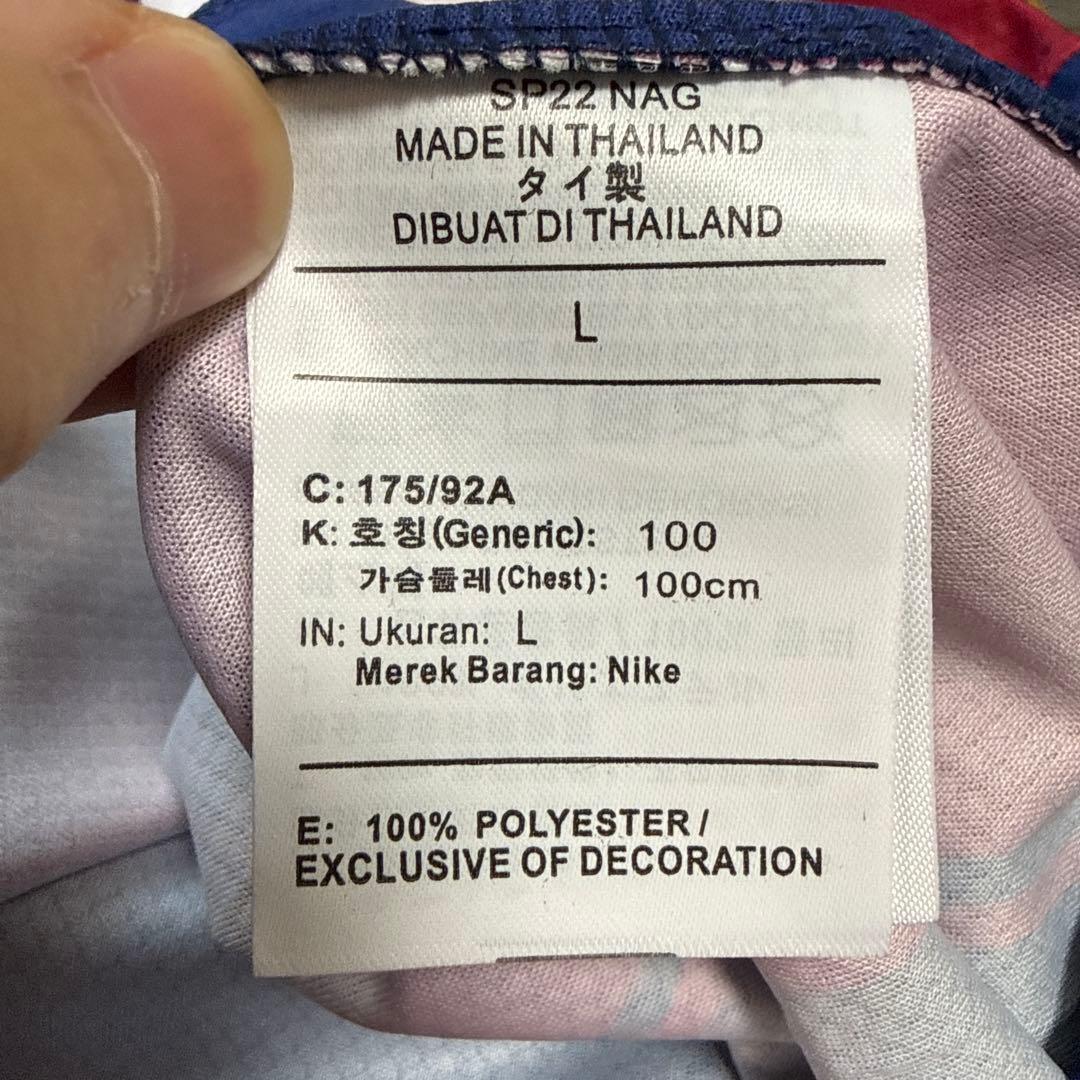 SP22 NAG
MADE IN THAILAND
タイ製
DIBUAT DI THAILAND
L
C: 175/92A
K: 호칭(Generic): 100
가슴둘레(Chest): 100cm
IN: Ukuran: L
Merek Barang: Nike
E: 100% POLYESTER /
EXCLUSIVE OF DECORATION